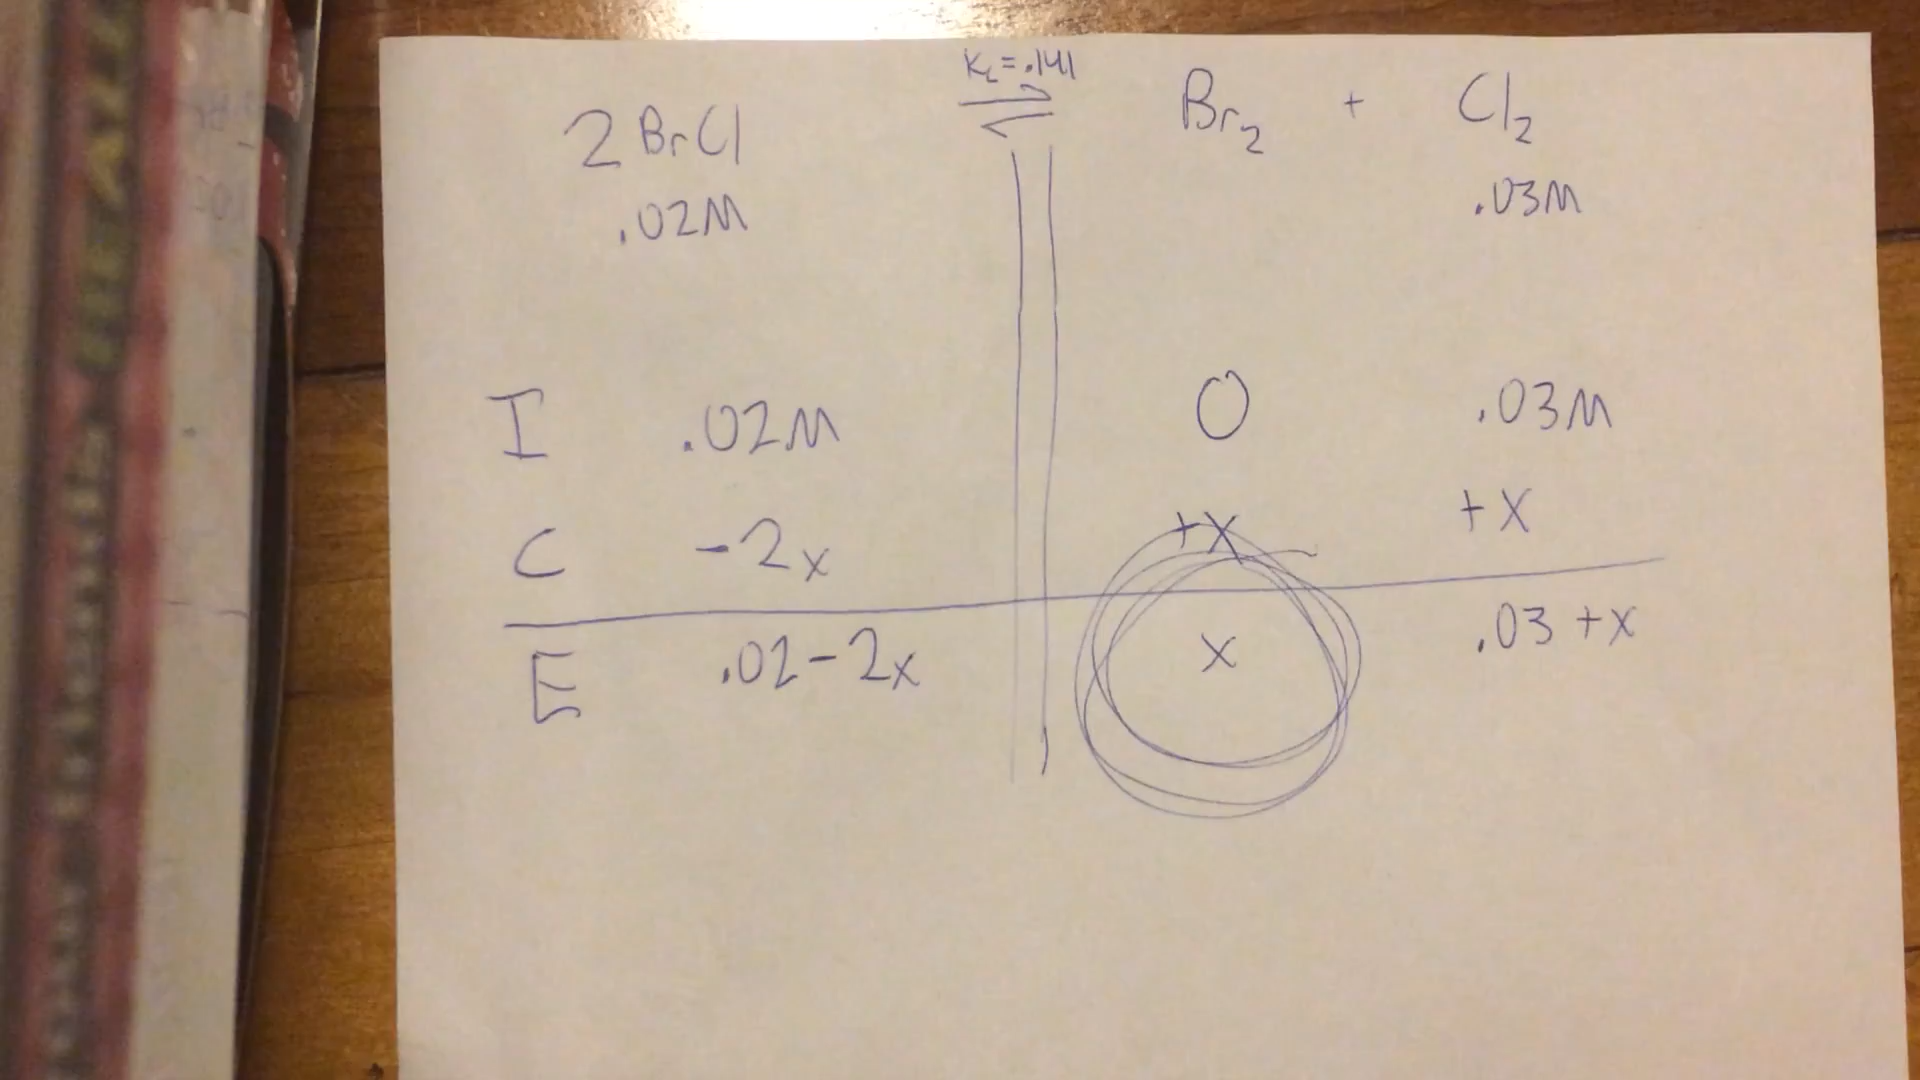 Kc=.141
2BrCl ⇌ Br2 + Cl2
.02M .03M
I .02M 0 .03M
C -2x +x +x
E .02-2x x .03+x